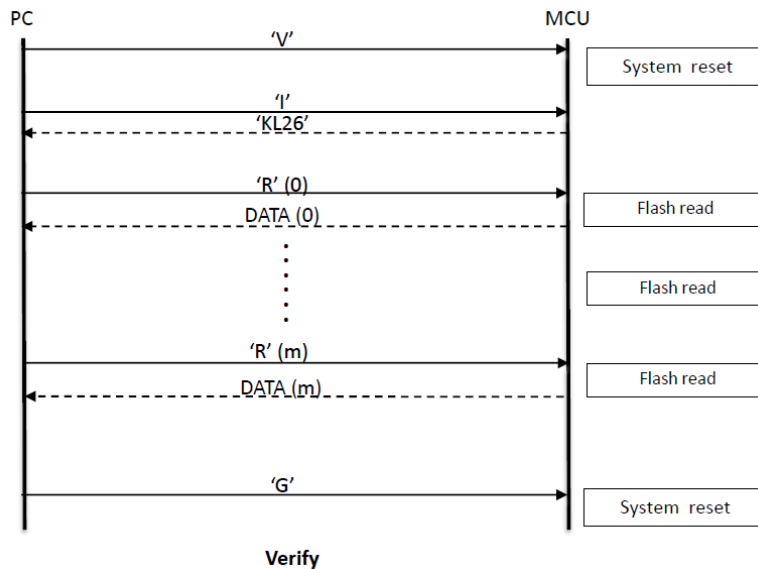 PC
MCU
‘V’
System reset
‘I’
‘KL26’
‘R’ (0)
Flash read
DATA (0)
Flash read
‘R’ (m)
Flash read
DATA (m)
‘G’
System reset
Verify